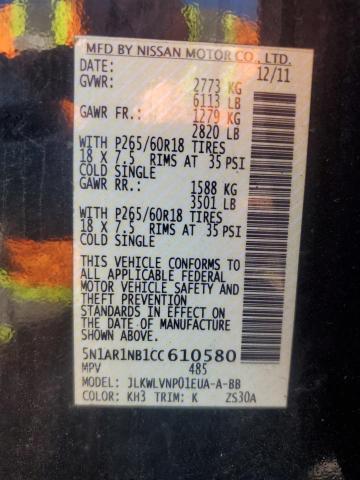 MFD BY NISSAN MOTOR CO., LTD.
DATE: 12/11
GVWR: 2773 KG
6113 LB
GAWR FR.: 1279 KG
2820 LB
WITH P265/60R18 TIRES
18 X 7.5 RIMS AT 35 PSI
COLD SINGLE
GAWR RR.: 1588 KG
3501 LB
WITH P265/60R18 TIRES
18 X 7.5 RIMS AT 35 PSI
COLD SINGLE
THIS VEHICLE CONFORMS TO
ALL APPLICABLE FEDERAL
MOTOR VEHICLE SAFETY AND
THEFT PREVENTION
STANDARDS IN EFFECT ON
THE DATE OF MANUFACTURE
SHOWN ABOVE.
5N1AR1NB1CC610580
MPV 485
MODEL: JLKWLVNP01EUA-A-BB
COLOR: KH3 TRIM: K ZS30A